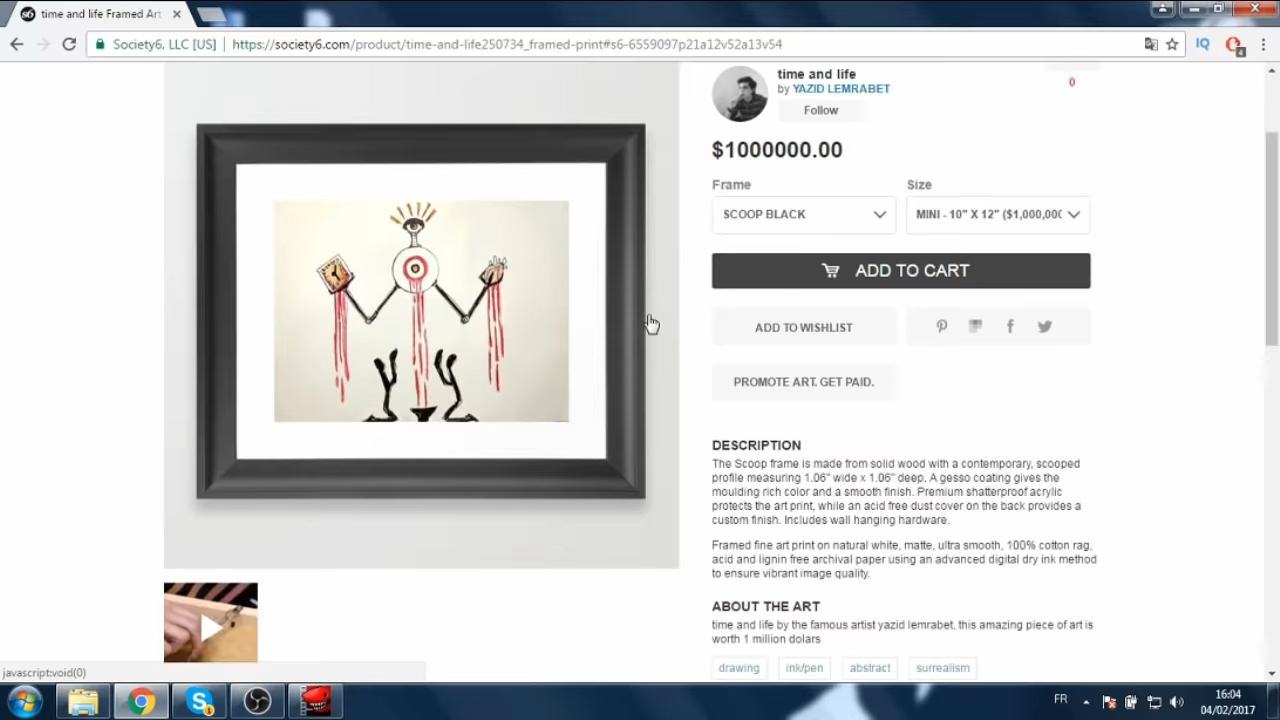 time and life Framed Art
Society6, LLC [US]
https://society6.com/product/time-and-life250734_framed-print#s6-6559097p21a12v52a13v54
IQ
4
time and life
by YAZID LEMRABET
0
Follow
$1000000.00
Frame
Size
SCOOP BLACK
MINI - 10" X 12" ($1,000,00(
ADD TO CART
ADD TO WISHLIST
PROMOTE ART. GET PAID.
DESCRIPTION
The Scoop frame is made from solid wood with a contemporary, scooped
profile measuring 1.06" wide x 1.06" deep. A gesso coating gives the
moulding rich color and a smooth finish. Premium shatterproof acrylic
protects the art print, while an acid free dust cover on the back provides a
custom finish. Includes wall hanging hardware.
Framed fine art print on natural white, matte, ultra smooth, 100% cotton rag,
acid and lignin free archival paper using an advanced digital dry ink method
to ensure vibrant image quality.
ABOUT THE ART
time and life by the famous artist yazid lemrabet, this amazing piece of art is
worth 1 million dolars
drawing
ink/pen
abstract
surrealism
javascript:void(0)
FR
16:04
04/02/2017